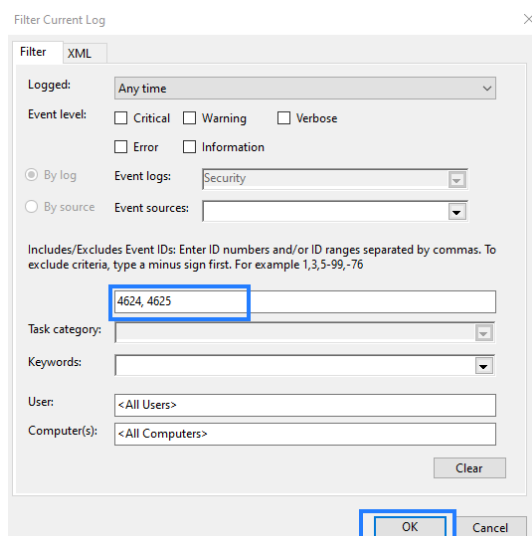 Filter Current Log
Filter XML
Logged: Any time
Event level: Critical Warning Verbose
Error Information
By log Event logs: Security
By source Event sources:
Includes/Excludes Event IDs: Enter ID numbers and/or ID ranges separated by commas. To
exclude criteria, type a minus sign first. For example 1,3,5-99,-76
4624, 4625
Task category:
Keywords:
User: <All Users>
Computer(s): <All Computers>
Clear
OK Cancel